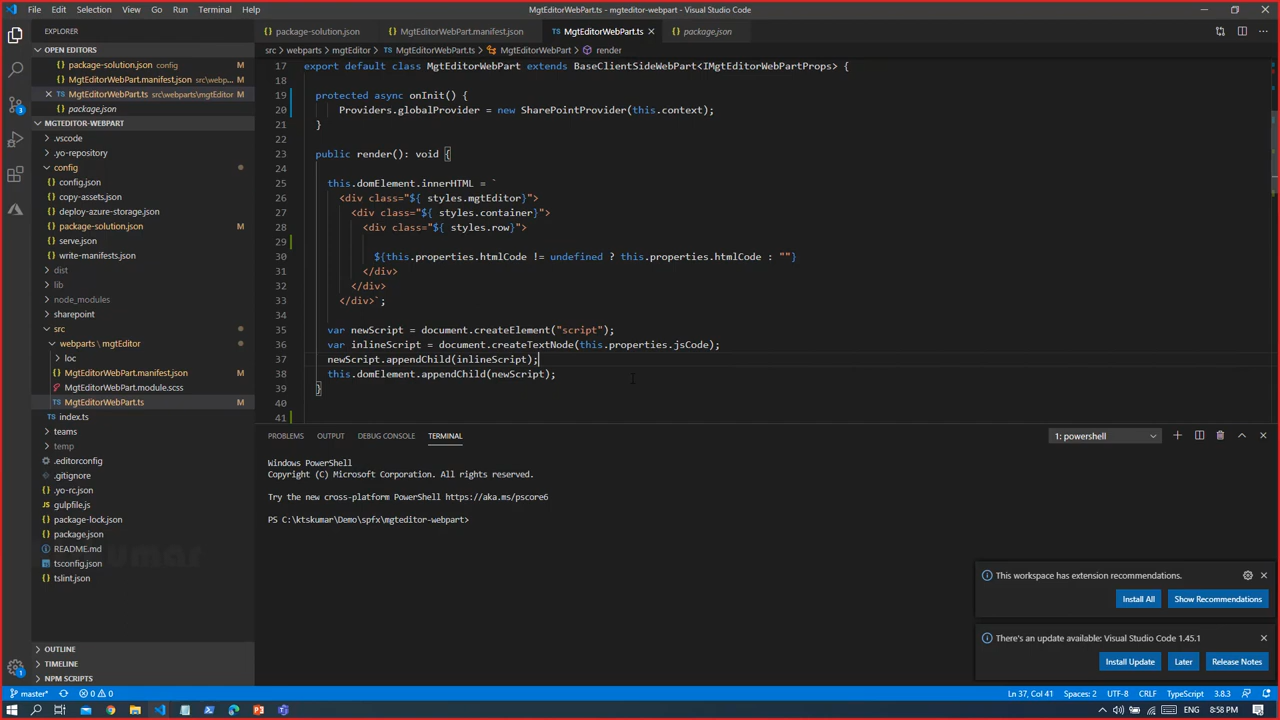 File Edit Selection View Go Run Terminal Help MgtEditorWebPart.ts - mgteditor-webpart - Visual Studio Code
EXPLORER
package-solution.json MgtEditorWebPart.manifest.json MgtEditorWebPart.ts package.json
OPEN EDITORS
package-solution.json config M
MgtEditorWebPart.manifest.json src\webp... M
MgtEditorWebPart.ts src\webparts\mgtEditor M
package.json
MGTEDITOR-WEBPART
.vscode
.yo-repository
config
config.json
copy-assets.json
deploy-azure-storage.json
package-solution.json M
serve.json
write-manifests.json
dist
lib
node_modules
sharepoint
src
webparts \ mgtEditor
loc
MgtEditorWebPart.manifest.json M
MgtEditorWebPart.module.scss
MgtEditorWebPart.ts M
index.ts
teams
temp
.editorconfig
.gitignore
.yo-rc.json
gulpfile.js
package-lock.json
package.json
README.md
tsconfig.json
tslint.json
OUTLINE
TIMELINE
NPM SCRIPTS
src > webparts > mgtEditor > MgtEditorWebPart.ts > MgtEditorWebPart > render
17 export default class MgtEditorWebPart extends BaseClientSideWebPart<IMgtEditorWebPartProps> {
18
19 protected async onInit() {
20 Providers.globalProvider = new SharePointProvider(this.context);
21 }
22
23 public render(): void {
24
25 this.domElement.innerHTML = `
26 <div class="${ styles.mgtEditor}">
27 <div class="${ styles.container}">
28 <div class="${ styles.row}">
29
30 ${this.properties.htmlCode != undefined ? this.properties.htmlCode : ""}
31 </div>
32 </div>
33 </div>`;
34
35 var newScript = document.createElement("script");
36 var inlineScript = document.createTextNode(this.properties.jsCode);
37 newScript.appendChild(inlineScript);
38 this.domElement.appendChild(newScript);
39 }
40
41
PROBLEMS OUTPUT DEBUG CONSOLE TERMINAL 1: powershell
Windows PowerShell
Copyright (C) Microsoft Corporation. All rights reserved.
Try the new cross-platform PowerShell https://aka.ms/pscore6
PS C:\ktskumar\Demo\spfx\mgteditor-webpart>
This workspace has extension recommendations.
Install All Show Recommendations
There's an update available: Visual Studio Code 1.45.1
Install Update Later Release Notes
master* 0 0 Ln 37, Col 41 Spaces: 2 UTF-8 CRLF TypeScript 3.8.3
ENG 8:58 PM